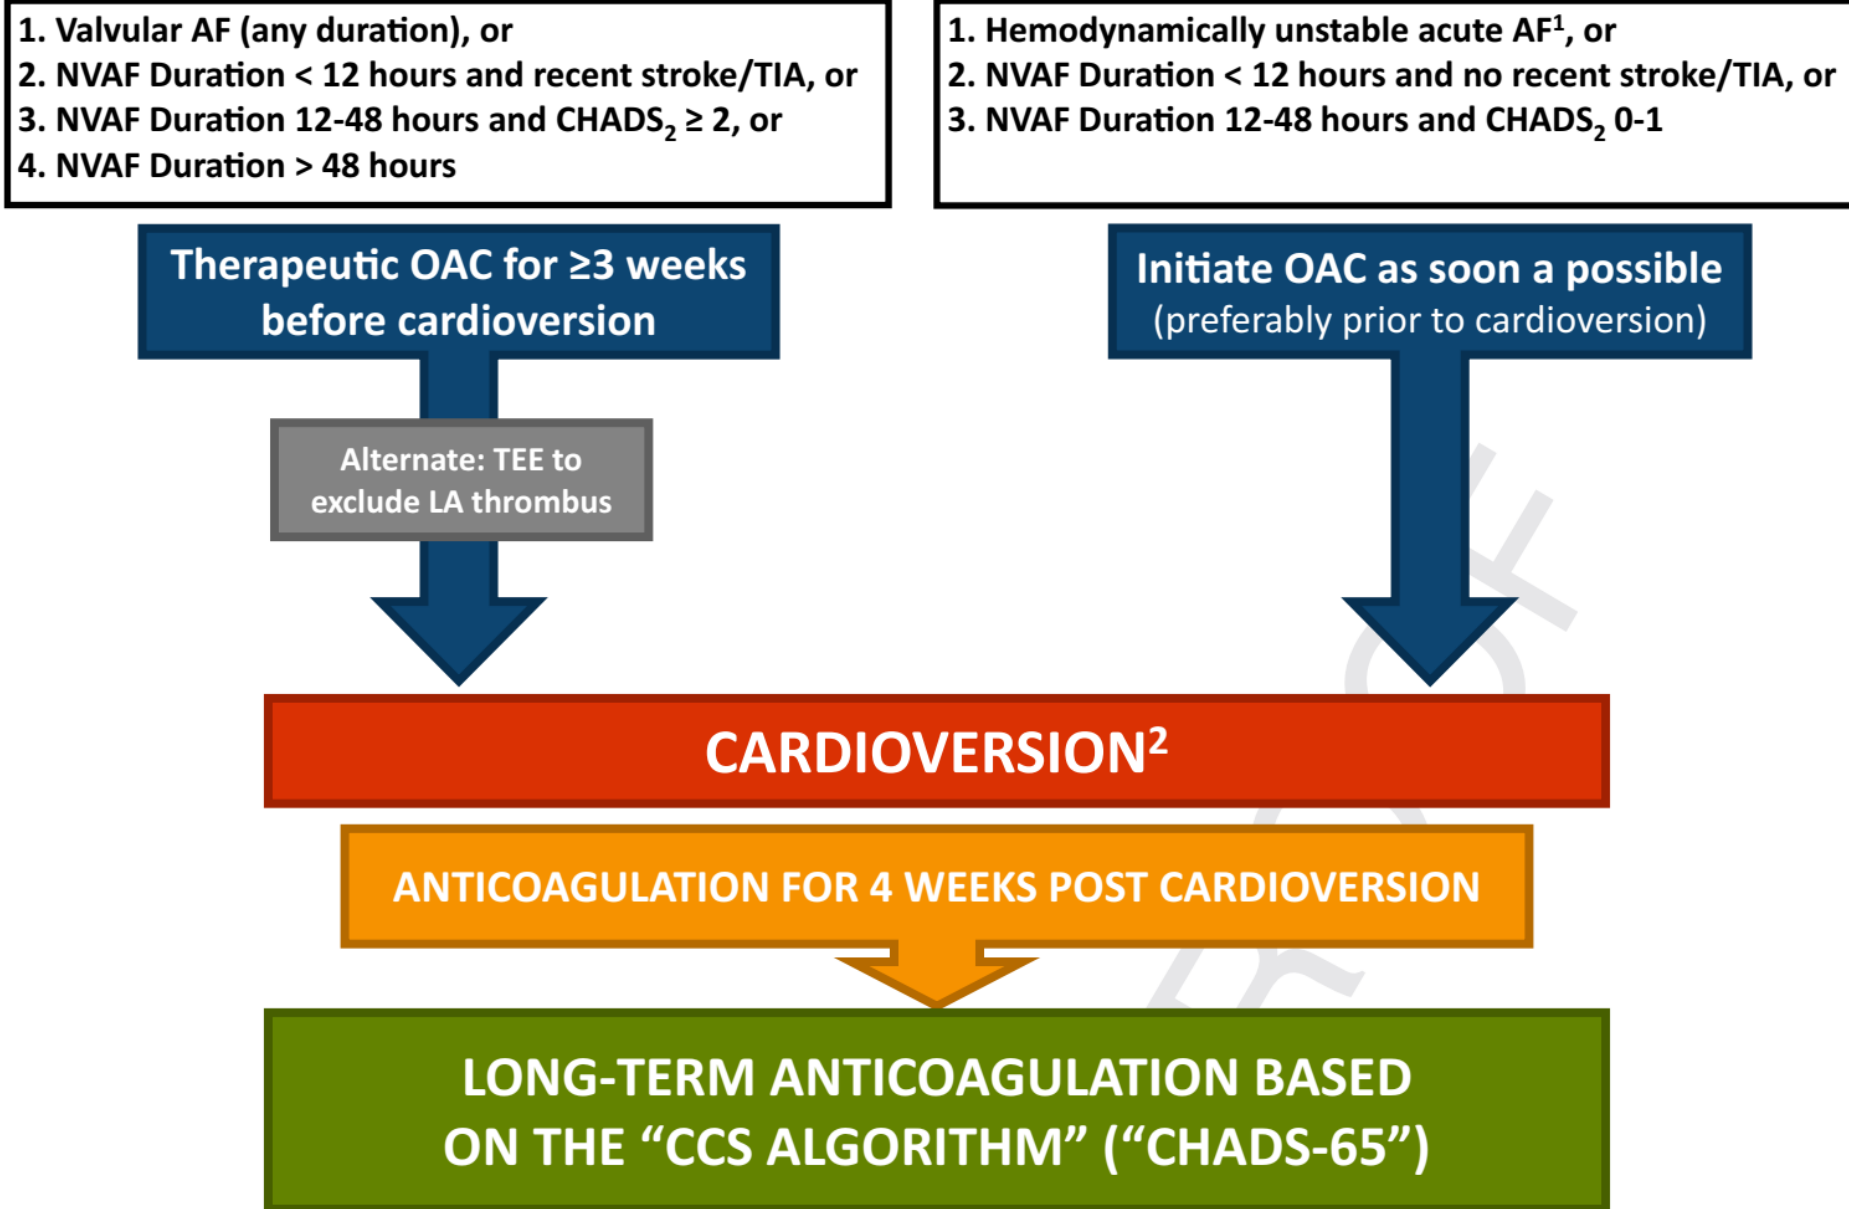 1. Valvular AF (any duration), or
2. NVAF Duration < 12 hours and recent stroke/TIA, or
3. NVAF Duration 12-48 hours and CHADS₂ ≥ 2, or
4. NVAF Duration > 48 hours
1. Hemodynamically unstable acute AF¹, or
2. NVAF Duration < 12 hours and no recent stroke/TIA, or
3. NVAF Duration 12-48 hours and CHADS₂ 0-1
Therapeutic OAC for ≥3 weeks
before cardioversion
Initiate OAC as soon a possible
(preferably prior to cardioversion)
Alternate: TEE to
exclude LA thrombus
CARDIOVERSION²
ANTICOAGULATION FOR 4 WEEKS POST CARDIOVERSION
LONG-TERM ANTICOAGULATION BASED
ON THE “CCS ALGORITHM” (“CHADS-65”)